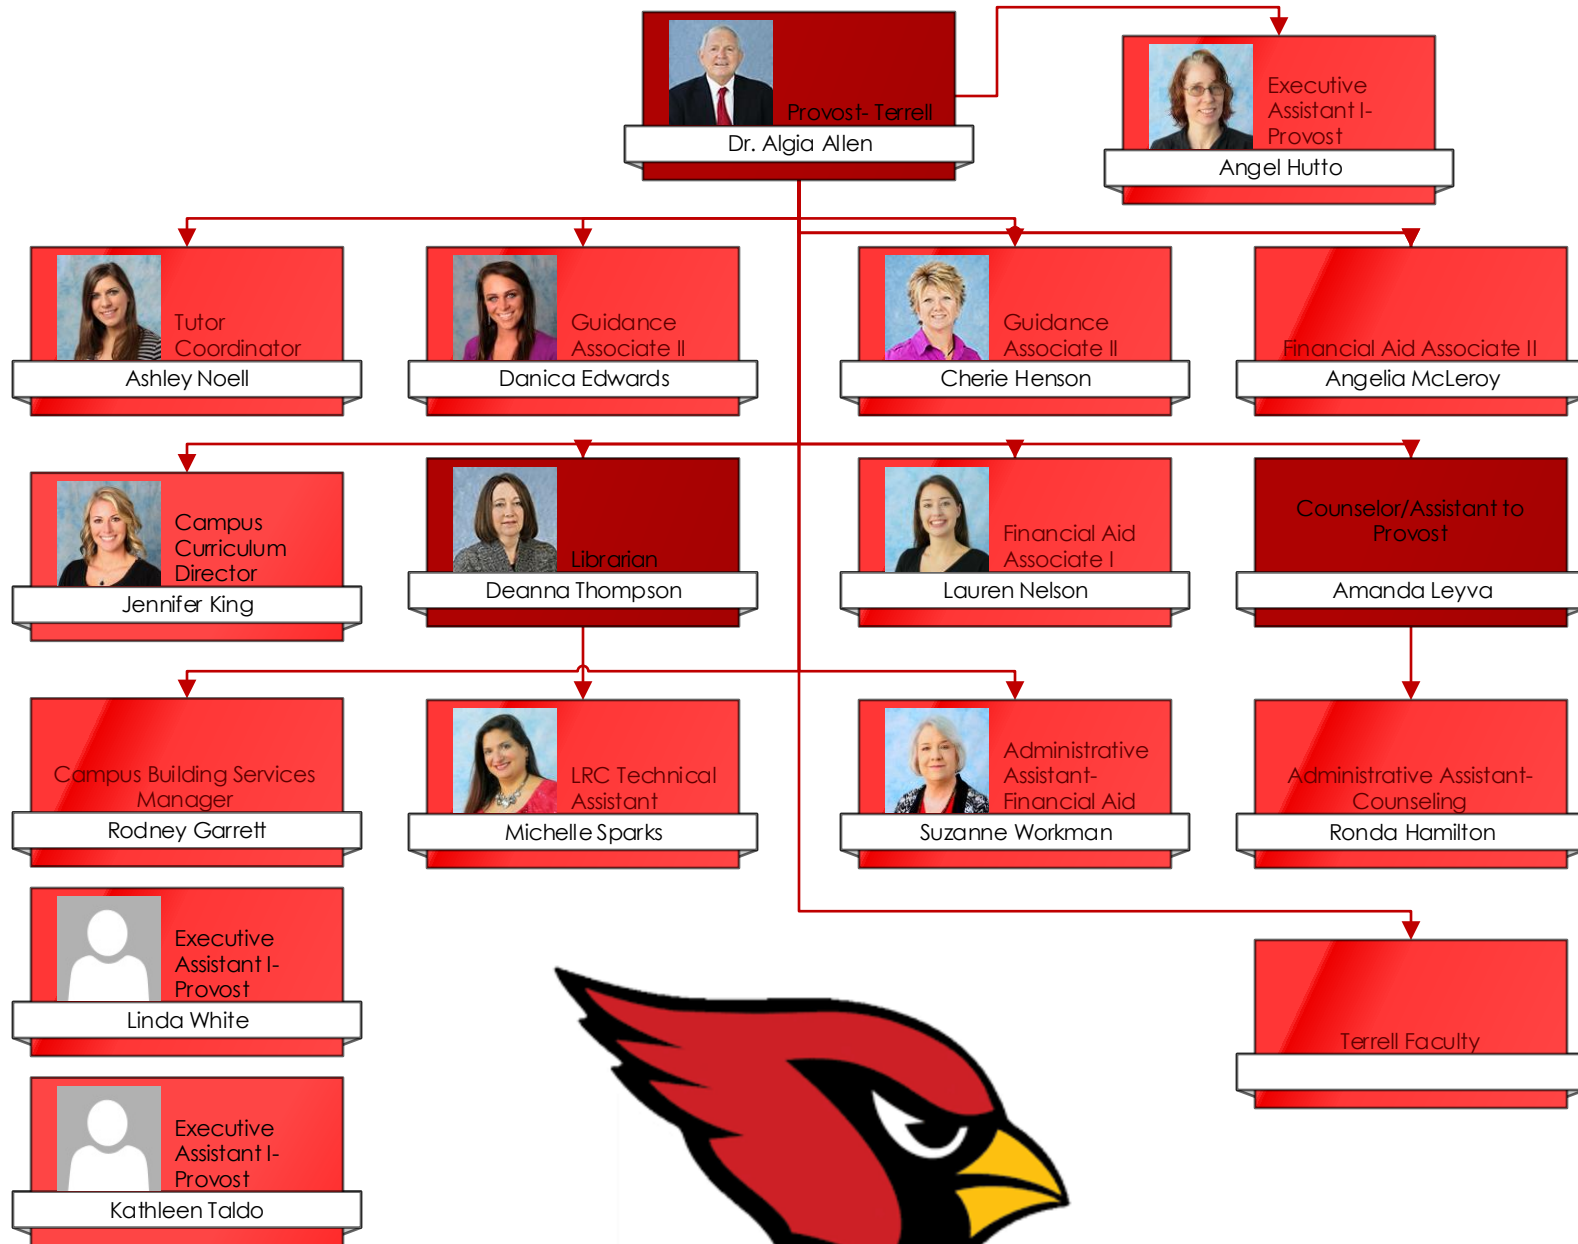 Provost- Terrell
Dr. Algia Allen
Executive
Assistant I-
Provost
Angel Hutto
Tutor
Coordinator
Ashley Noell
Guidance
Associate II
Danica Edwards
Guidance
Associate II
Cherie Henson
Financial Aid Associate II
Angelia McLeroy
Campus
Curriculum
Director
Jennifer King
Librarian
Deanna Thompson
Financial Aid
Associate I
Lauren Nelson
Counselor/Assistant to
Provost
Amanda Leyva
Campus Building Services
Manager
Rodney Garrett
LRC Technical
Assistant
Michelle Sparks
Administrative
Assistant-
Financial Aid
Suzanne Workman
Administrative Assistant-
Counseling
Ronda Hamilton
Executive
Assistant I-
Provost
Linda White
Terrell Faculty
Executive
Assistant I-
Provost
Kathleen Taldo